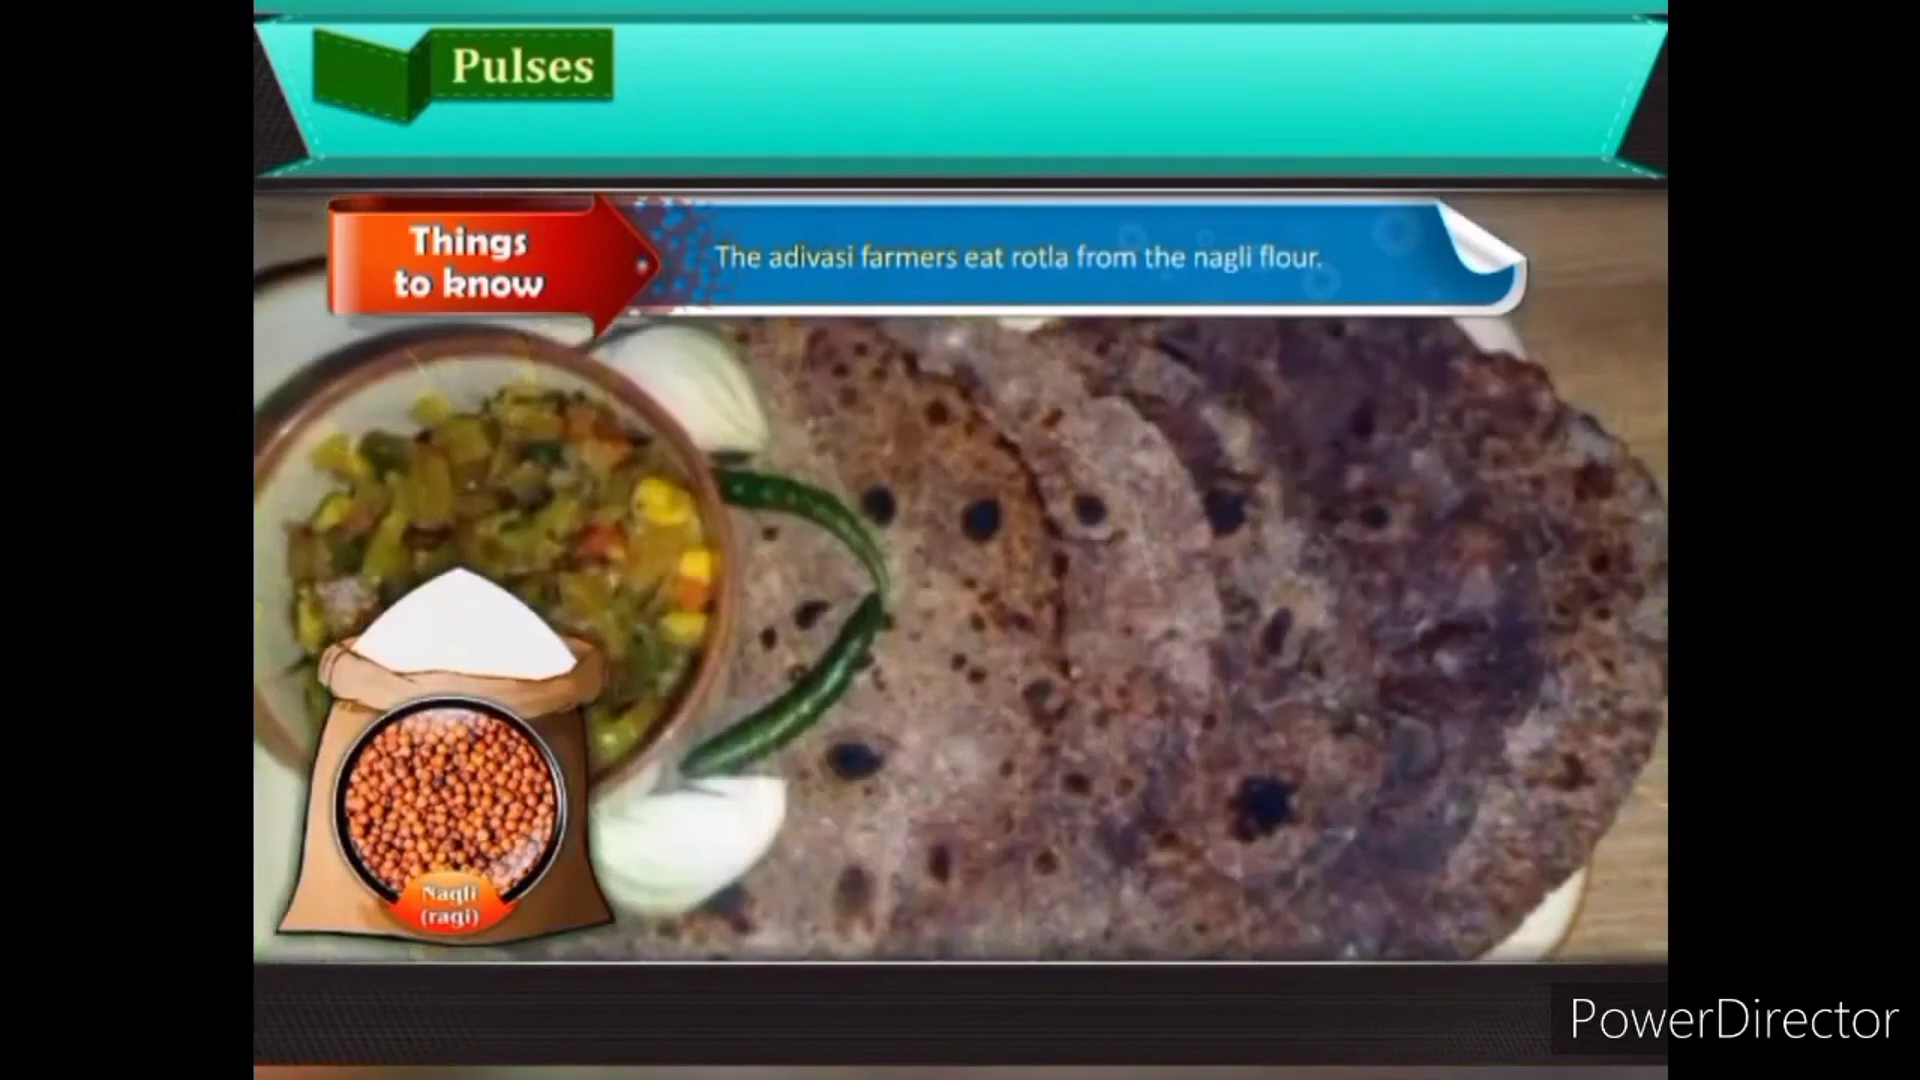 Pulses
Things
to know
The adivasi farmers eat rotla from the nagli flour.
Nagli
(ragi)
PowerDirector